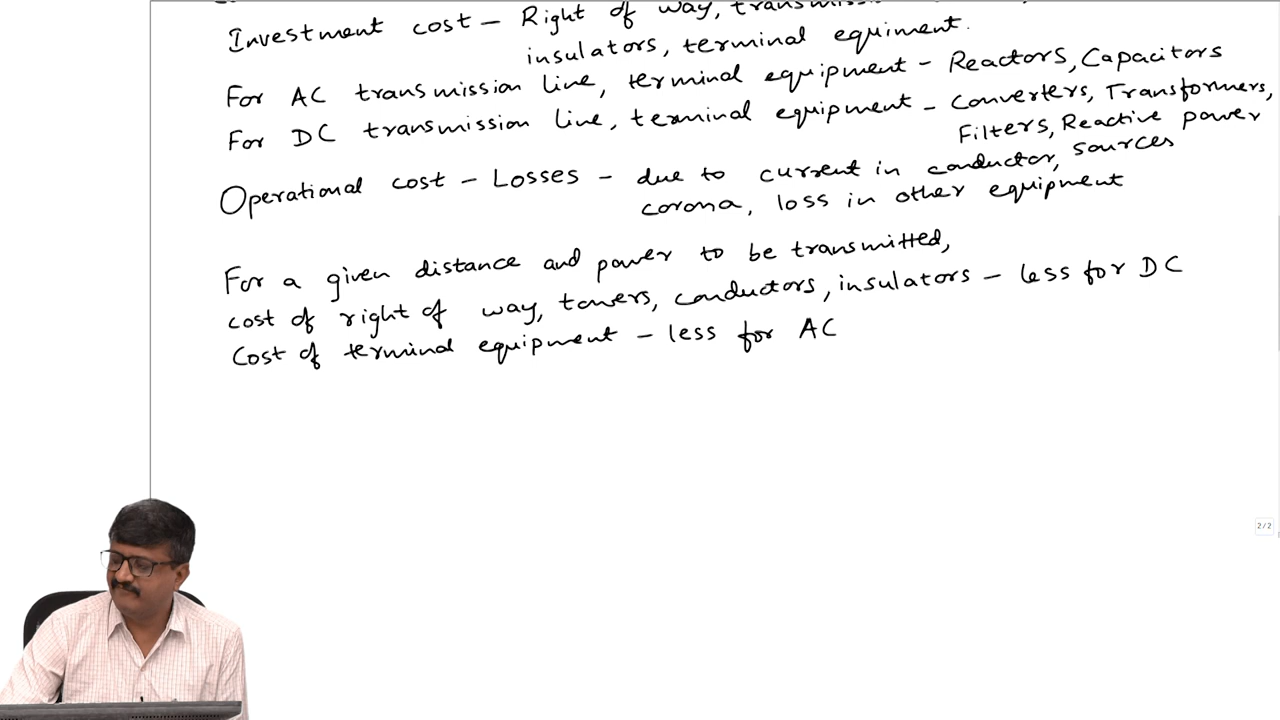 Investment cost – Right of way,
insulators, terminal equiment.
For AC transmission line, terminal equipment – Reactors, Capacitors
For DC transmission line, terminal equipment – Converters, Transformers,
Filters, Reactive power
sources
Operational cost – Losses – due to current in conductor,
corona, loss in other equipment
For a given distance and power to be transmitted,
cost of right of way, towers, conductors, insulators – less for DC
Cost of terminal equipment – less for AC
2/2